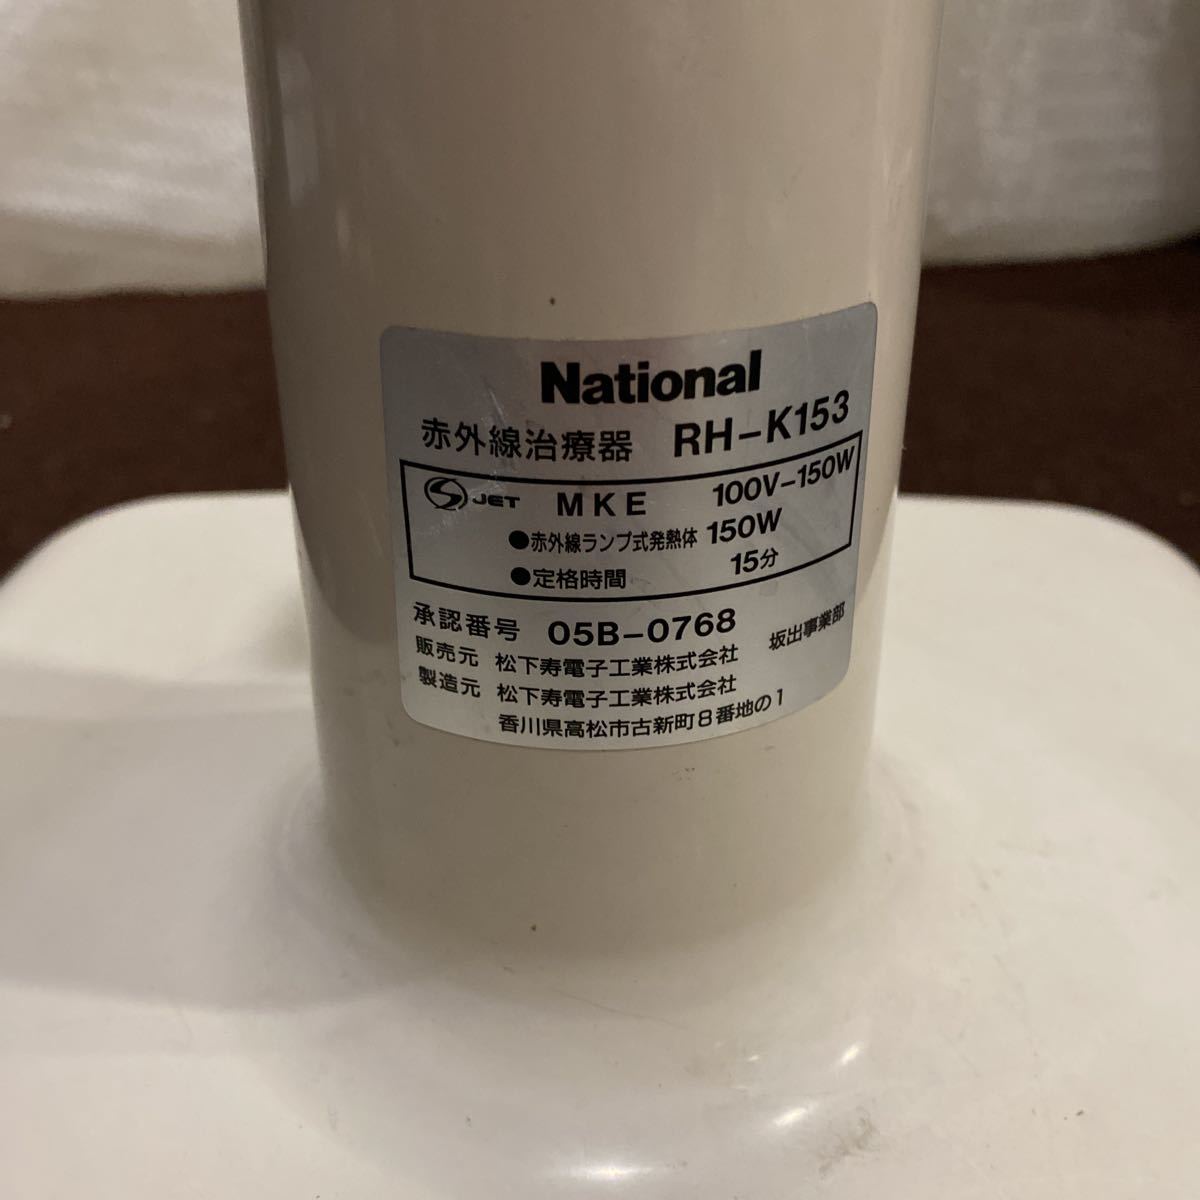 National
赤外線治療器 RH-K153
S JET MKE 100V-150W
●赤外線ランプ式発熱体 150W
●定格時間 15分
承認番号 05B-0768
販売元 松下寿電子工業株式会社 坂出事業部
製造元 松下寿電子工業株式会社
香川県高松市古新町8番地の1